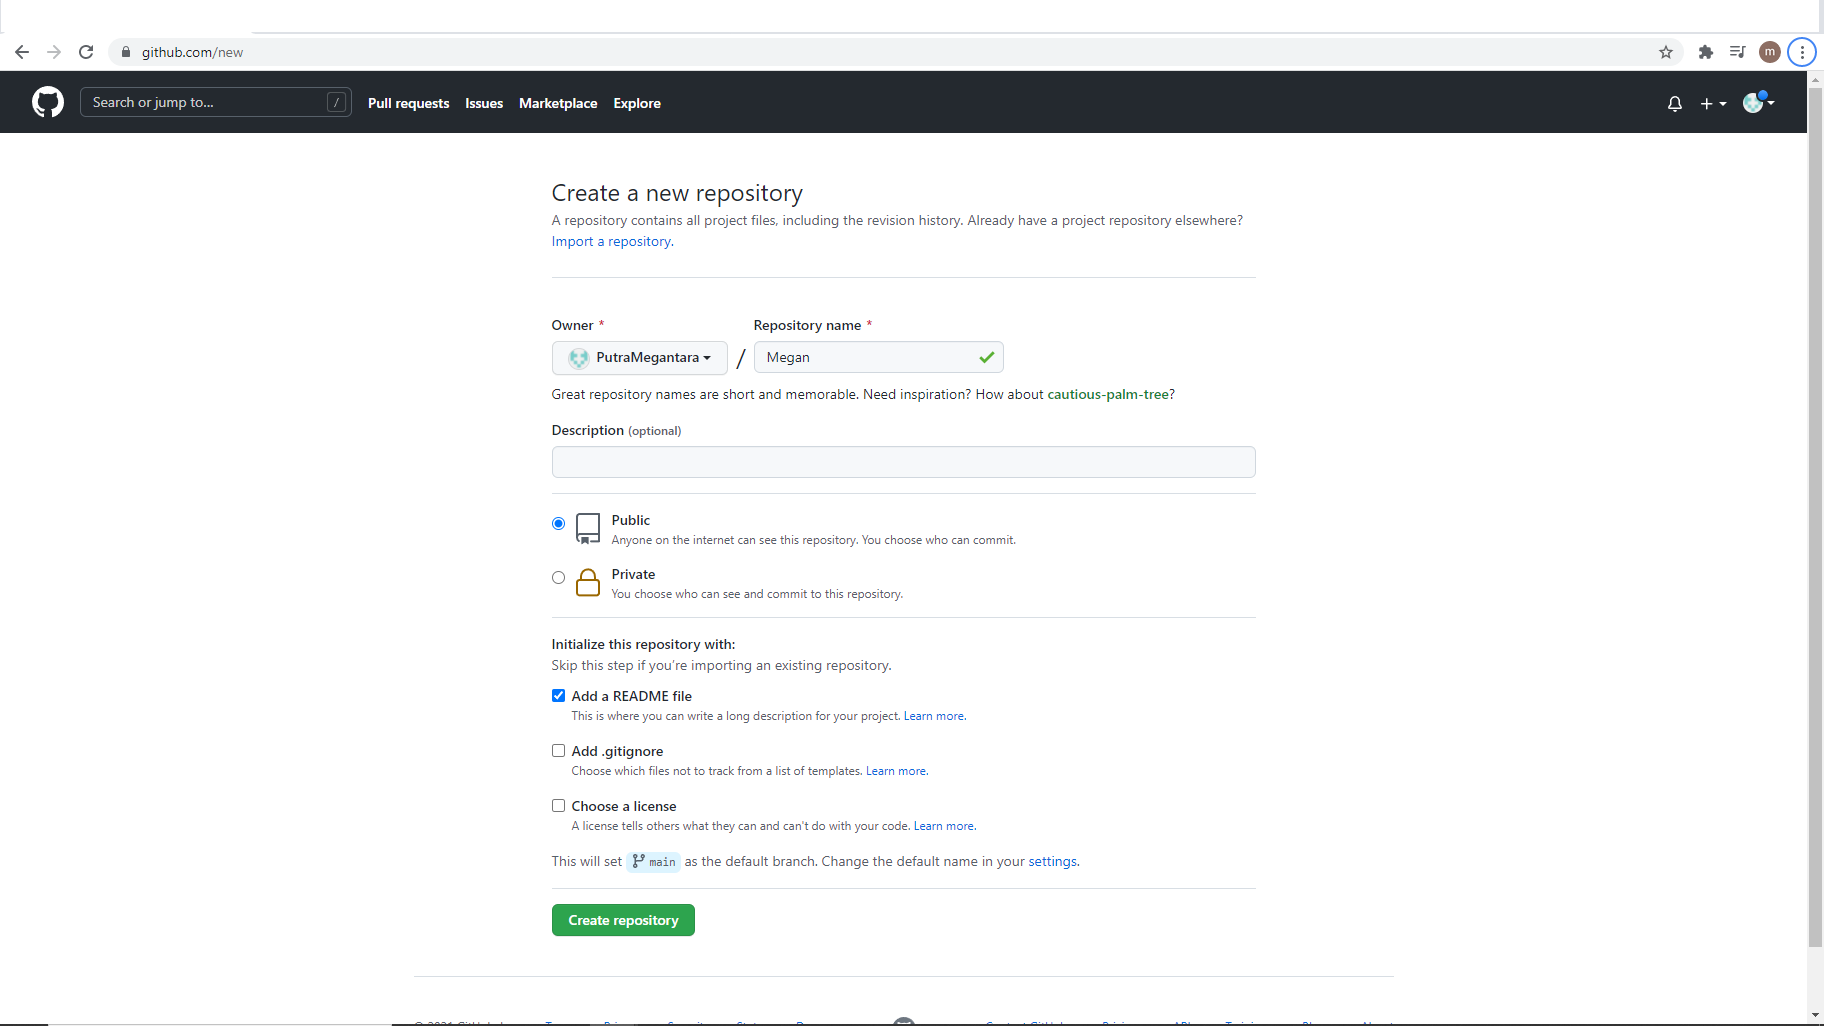 github.com/new
m
Search or jump to... /
Pull requests Issues Marketplace Explore
Create a new repository
A repository contains all project files, including the revision history. Already have a project repository elsewhere?
Import a repository.
Owner * Repository name *
PutraMegantara / Megan
Great repository names are short and memorable. Need inspiration? How about cautious-palm-tree?
Description (optional)
Public
Anyone on the internet can see this repository. You choose who can commit.
Private
You choose who can see and commit to this repository.
Initialize this repository with:
Skip this step if you’re importing an existing repository.
Add a README file
This is where you can write a long description for your project. Learn more.
Add .gitignore
Choose which files not to track from a list of templates. Learn more.
Choose a license
A license tells others what they can and can't do with your code. Learn more.
This will set main as the default branch. Change the default name in your settings.
Create repository